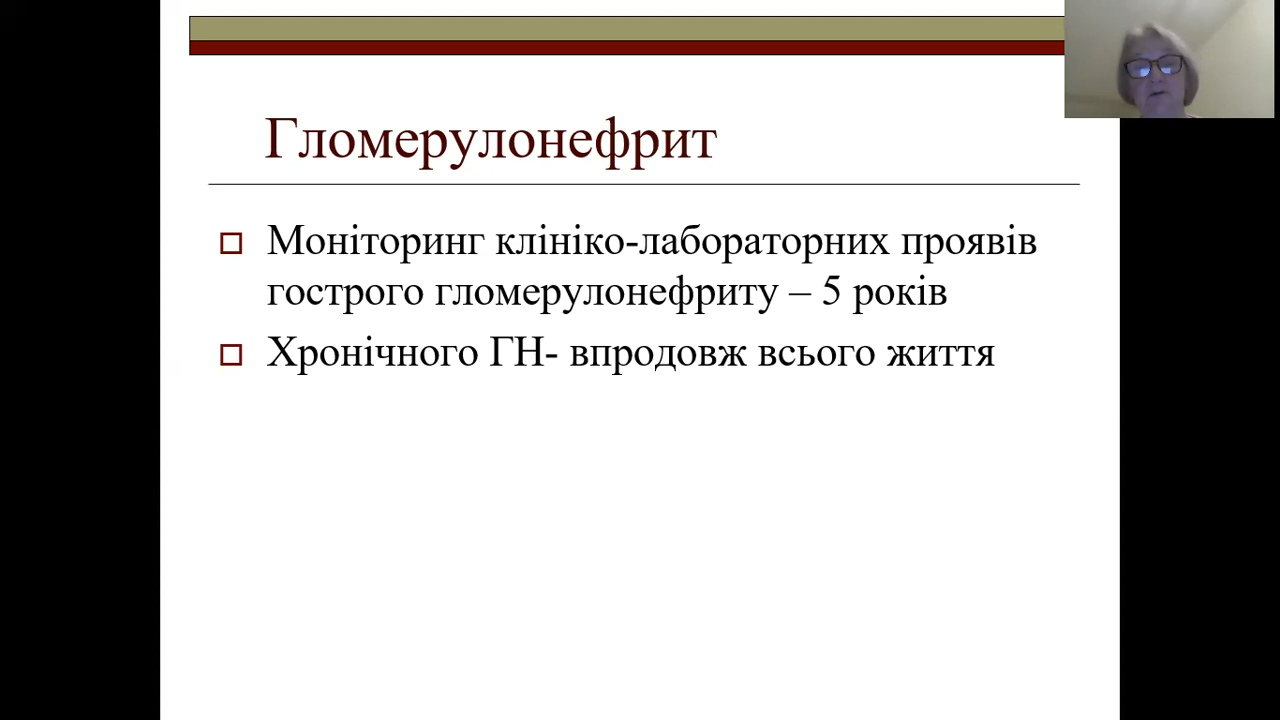 Гломерулонефрит
Моніторинг клініко-лабораторних проявів
гострого гломерулонефриту – 5 років
Хронічного ГН- впродовж всього життя